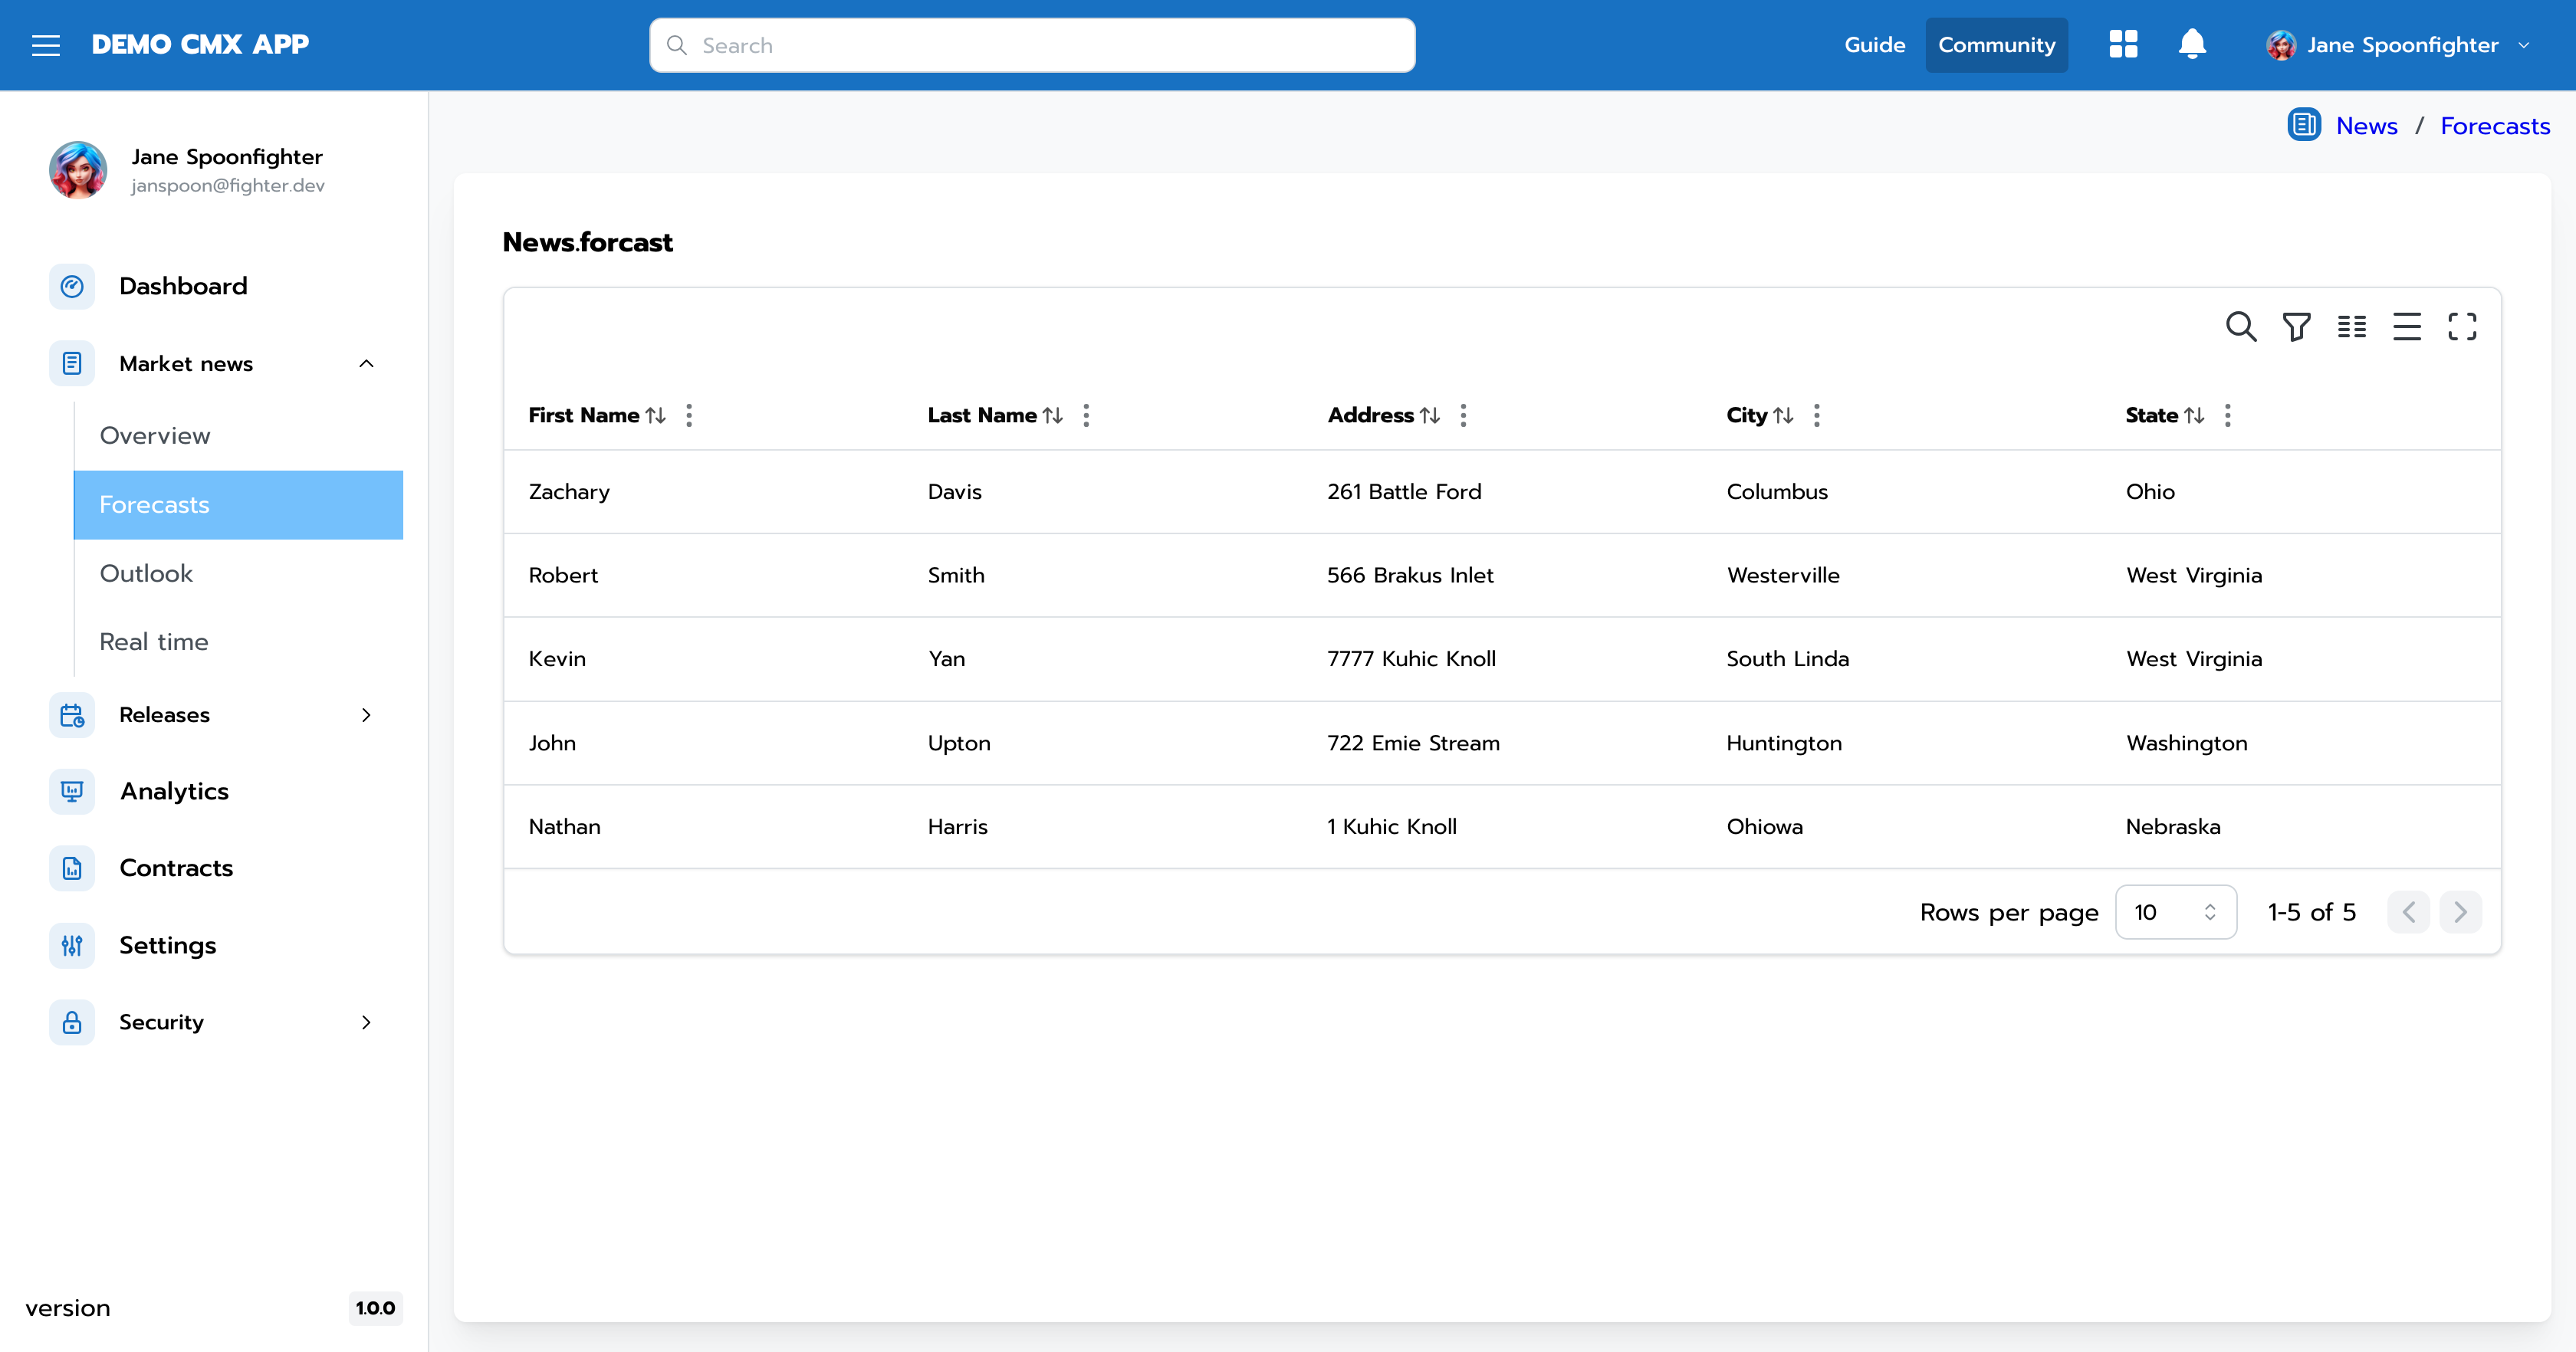 DEMO CMX APP
Search
Guide
Community
Jane Spoonfighter
News / Forecasts
Jane Spoonfighter
janspoon@fighter.dev
Dashboard
Market news
Overview
Forecasts
Outlook
Real time
Releases
Analytics
Contracts
Settings
Security
version 1.0.0
News.forcast
First Name Last Name Address City State
Zachary Davis 261 Battle Ford Columbus Ohio
Robert Smith 566 Brakus Inlet Westerville West Virginia
Kevin Yan 7777 Kuhic Knoll South Linda West Virginia
John Upton 722 Emie Stream Huntington Washington
Nathan Harris 1 Kuhic Knoll Ohiowa Nebraska
Rows per page 10 1-5 of 5